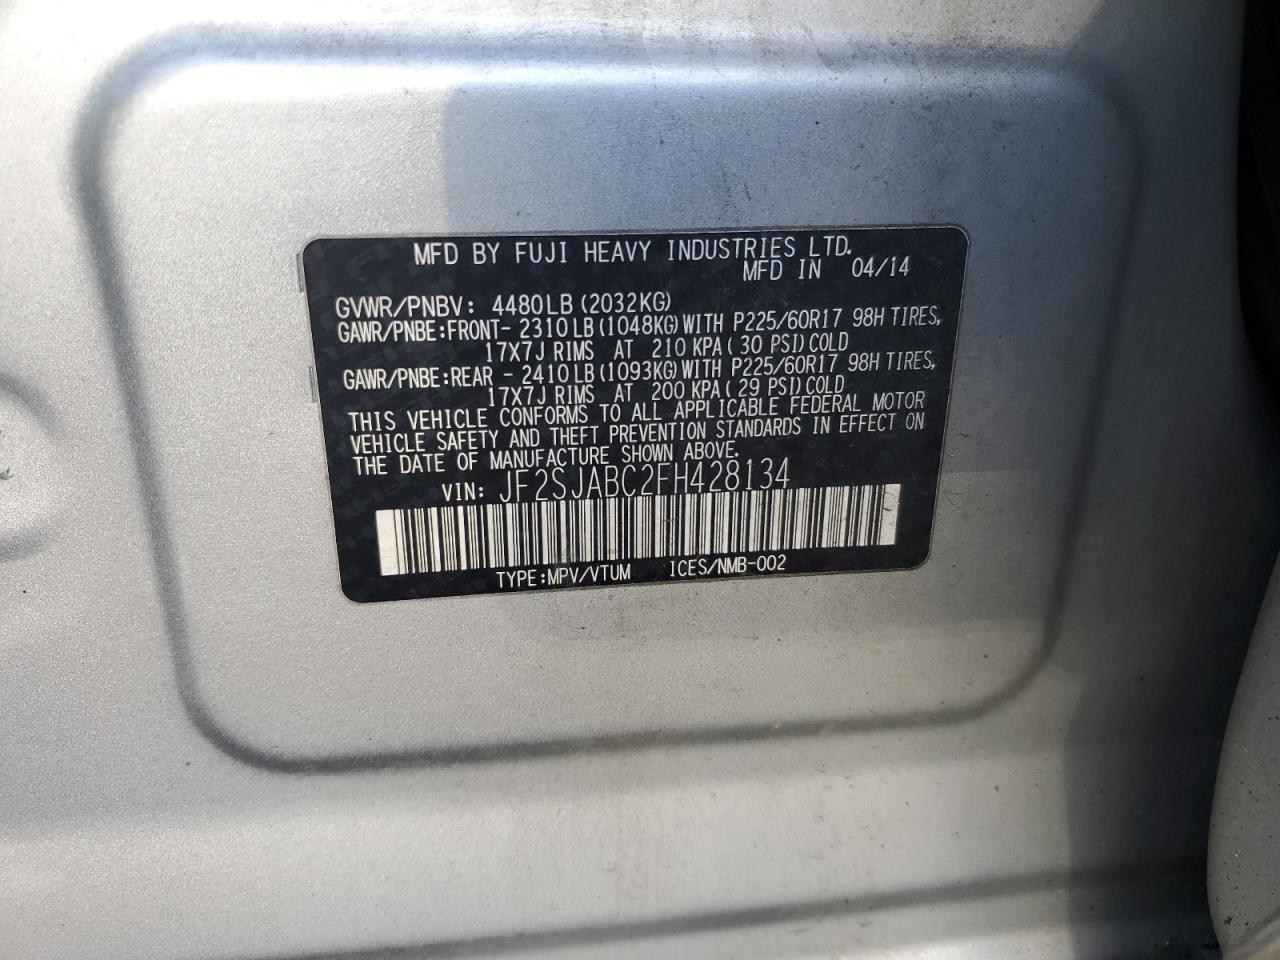 MFD BY FUJI HEAVY INDUSTRIES LTD.
MFD IN 04/14
GVWR/PNBV: 4480LB (2032KG)
GAWR/PNBE:FRONT- 2310LB (1048KG) WITH P225/60R17 98H TIRES,
17X7J RIMS AT 210 KPA (30 PSI) COLD
GAWR/PNBE:REAR - 2410LB (1093KG) WITH P225/60R17 98H TIRES,
17X7J RIMS AT 200 KPA (29 PSI) COLD
THIS VEHICLE CONFORMS TO ALL APPLICABLE FEDERAL MOTOR
VEHICLE SAFETY AND THEFT PREVENTION STANDARDS IN EFFECT ON
THE DATE OF MANUFACTURE SHOWN ABOVE.
VIN: JF2SJABC2FH428134
TYPE:MPV/VTUM ICES/NMB-002